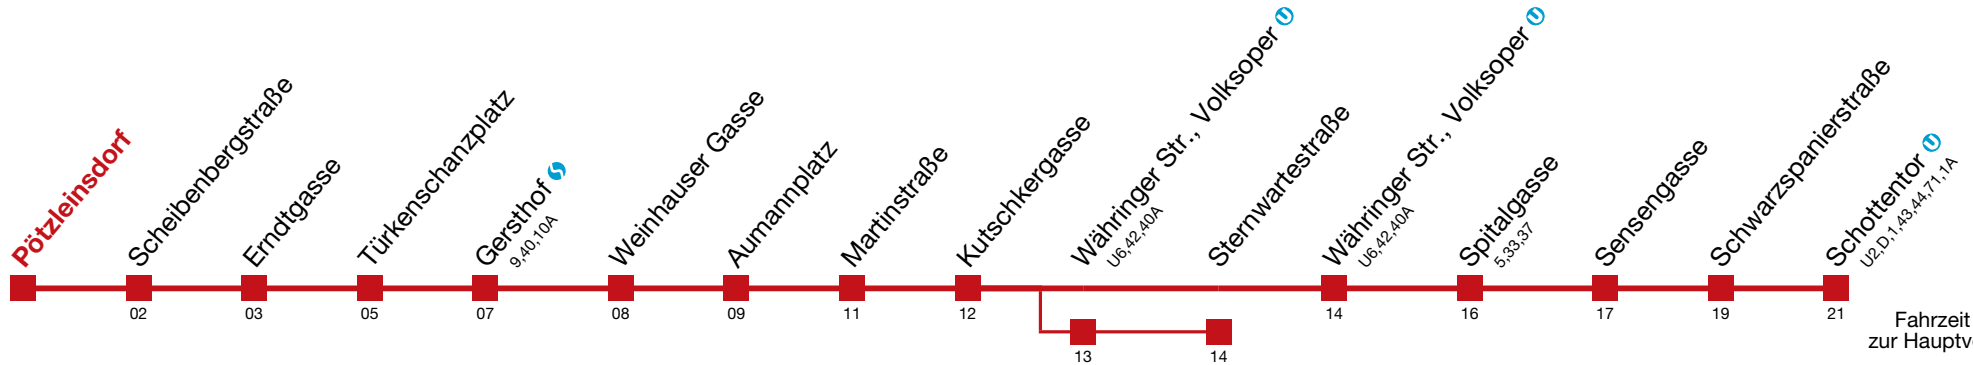 Pötzleinsdorf
Scheibenbergstraße
02
Erndtgasse
03
Türkenschanzplatz
05
Gersthof
9,40,10A
07
Weinhauser Gasse
08
Aumannplatz
09
Martinstraße
11
Kutschkergasse
12
Währinger Str., Volksoper U
U6,42,40A
13
Sternwartestraße
14
Währinger Str., Volksoper U
U6,42,40A
14
Spitalgasse
5,33,37
16
Sensengasse
17
Schwarzspanierstraße
19
Schottentor U
U2,D,1,43,44,71,1A
21
Fahrzeit
zur Hauptv